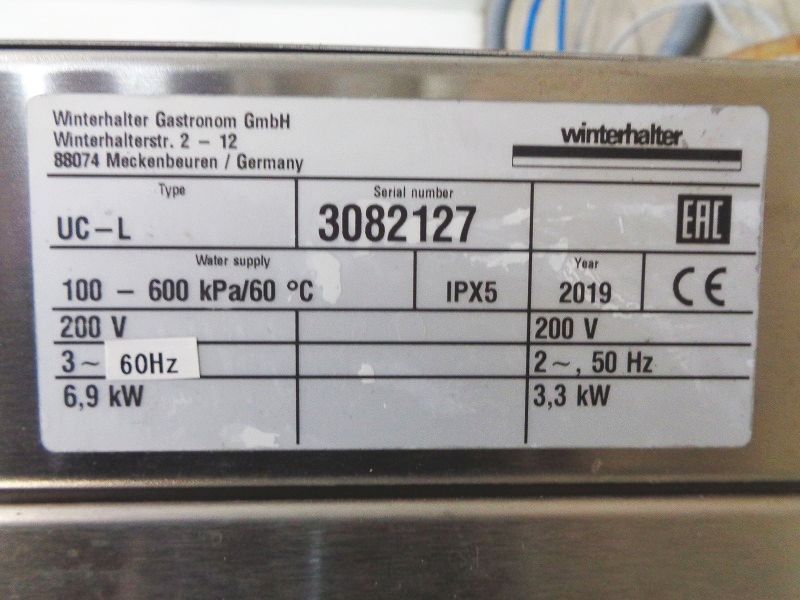 Winterhalter Gastronom GmbH
Winterhalterstr. 2 – 12
88074 Meckenbeuren / Germany
winterhalter
Type
UC–L
Serial number
3082127
EAC
Water supply
100 – 600 kPa/60 °C
IPX5
Year
2019
CE
200 V
200 V
3~ 60Hz
2~, 50 Hz
6,9 kW
3,3 kW